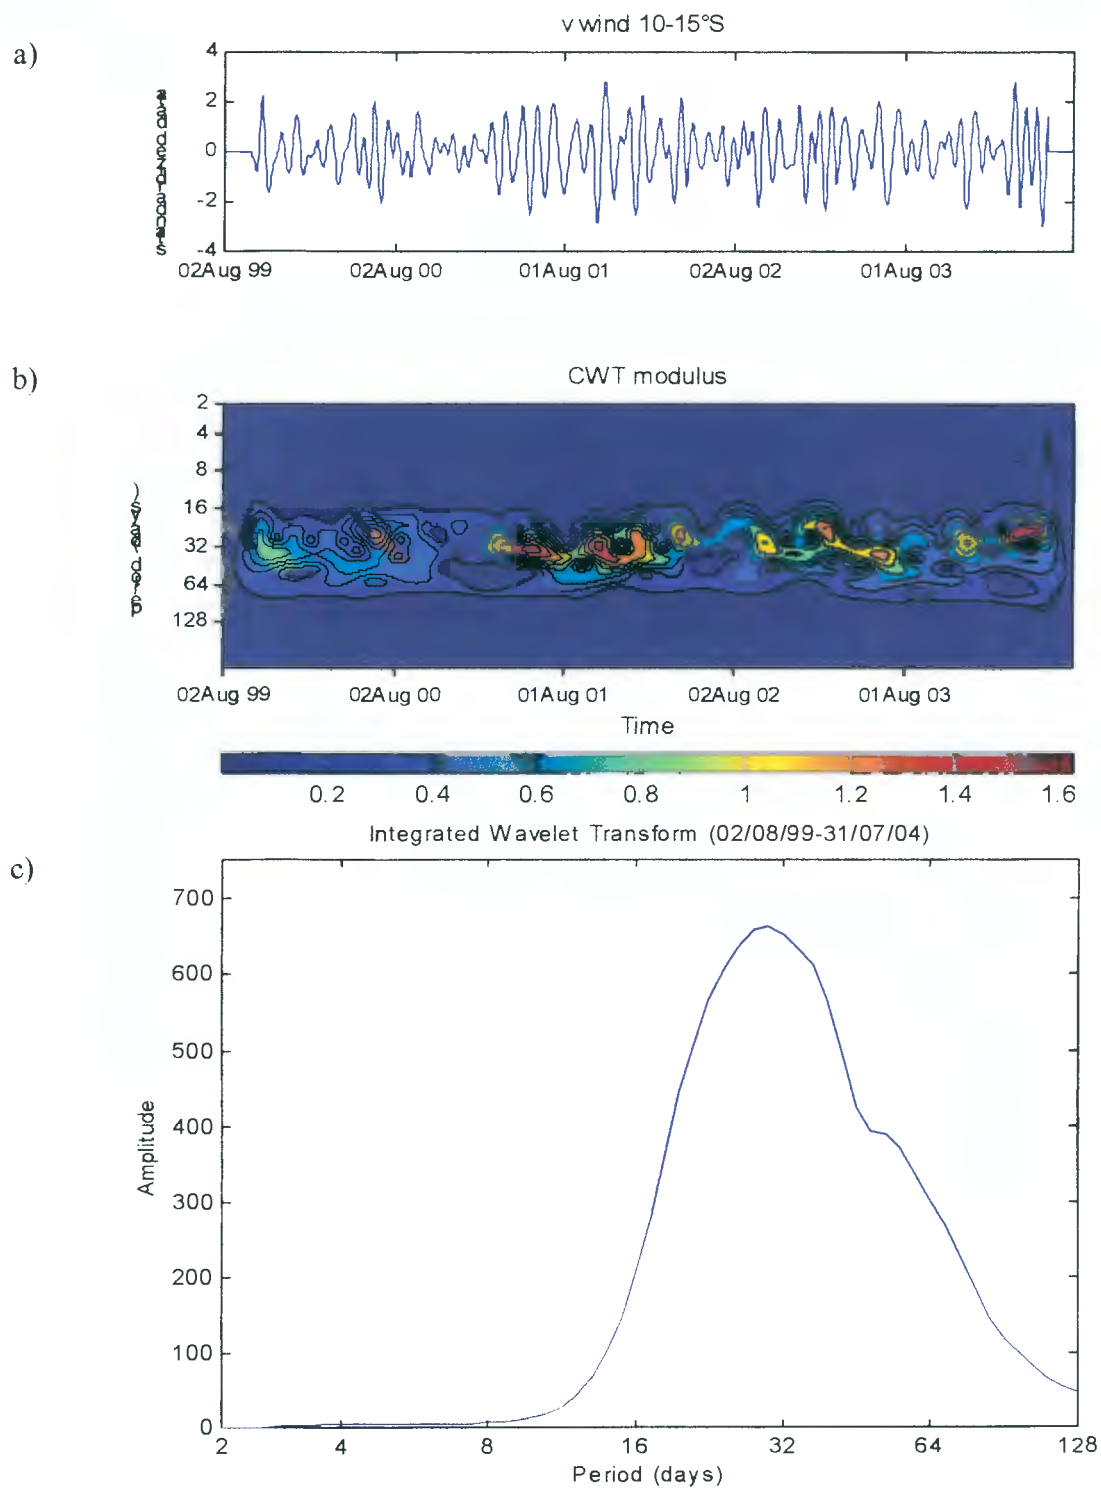 v wind 10-15°S
a)
4
2
0
-2
-4
standardized data
02Aug 99 02Aug 00 01Aug 01 02Aug 02 01Aug 03
b)
CWT modulus
2
4
8
16
32
64
128
period (days)
02Aug 99 02Aug 00 01Aug 01 02Aug 02 01Aug 03
Time
0.2 0.4 0.6 0.8 1 1.2 1.4 1.6
Integrated Wavelet Transform (02/08/99-31/07/04)
c)
700
600
500
400
300
200
100
0
Amplitude
2 4 8 16 32 64 128
Period (days)